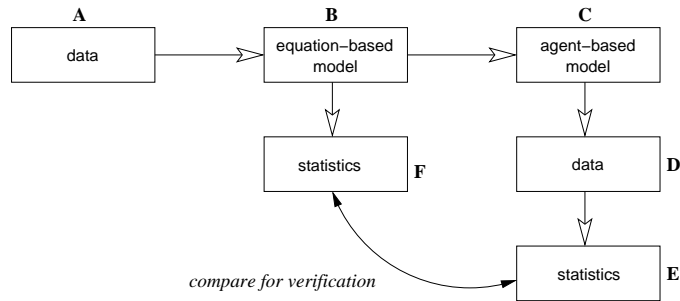 A
B
C
data
equation−based
model
agent−based
model
statistics
F
data
D
compare for verification
statistics
E